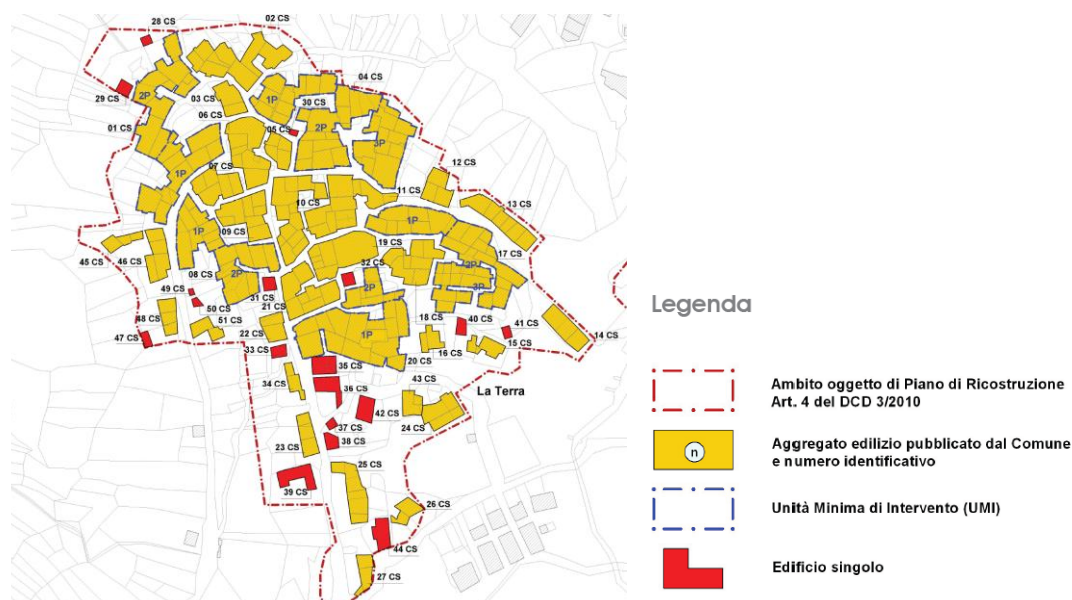 28 CS
02 CS
04 CS
29 CS
2P
03 CS
1P
30 CS
06 CS
05 CS
2P
01 CS
3P
07 CS
12 CS
1P
11 CS
10 CS
13 CS
1P
09 CS
1P
19 CS
17 CS
45 CS
46 CS
08 CS
2P
32 CS
2P
49 CS
31 CS
2P
3P
50 CS
21 CS
48 CS
51 CS
22 CS
18 CS
40 CS
41 CS
47 CS
33 CS
1P
16 CS
15 CS
14 CS
35 CS
20 CS
34 CS
36 CS
43 CS
La Terra
42 CS
24 CS
37 CS
23 CS
38 CS
25 CS
39 CS
26 CS
44 CS
27 CS
Legenda
Ambito oggetto di Piano di Ricostruzione
Art. 4 del DCD 3/2010
n
Aggregato edilizio pubblicato dal Comune
e numero identificativo
Unità Minima di Intervento (UMI)
Edificio singolo